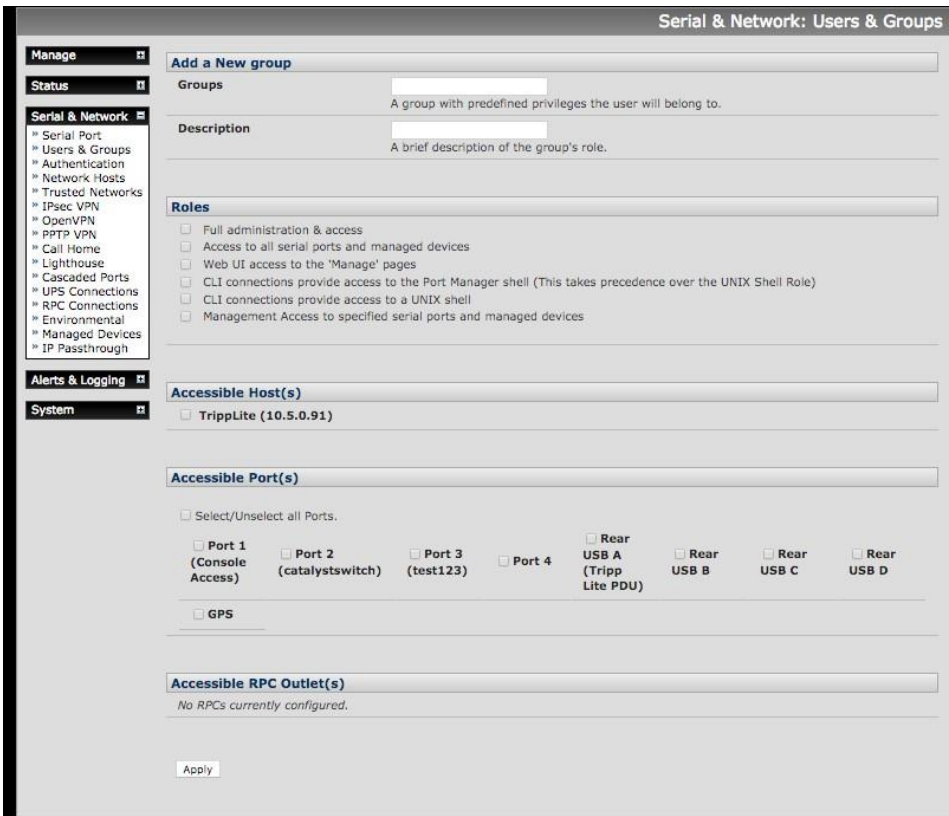 Serial & Network: Users & Groups
Manage
Status
Serial & Network
Serial Port
Users & Groups
Authentication
Network Hosts
Trusted Networks
IPsec VPN
OpenVPN
PPTP VPN
Call Home
Lighthouse
Cascaded Ports
UPS Connections
RPC Connections
Environmental
Managed Devices
IP Passthrough
Alerts & Logging
System
Add a New group
Groups
A group with predefined privileges the user will belong to.
Description
A brief description of the group's role.
Roles
Full administration & access
Access to all serial ports and managed devices
Web UI access to the 'Manage' pages
CLI connections provide access to the Port Manager shell (This takes precedence over the UNIX Shell Role)
CLI connections provide access to a UNIX shell
Management Access to specified serial ports and managed devices
Accessible Host(s)
TrippLite (10.5.0.91)
Accessible Port(s)
Select/Unselect all Ports.
Port 1
(Console
Access)
Port 2
(catalystswitch)
Port 3
(test123)
Port 4
Rear
USB A
(Tripp
Lite PDU)
Rear
USB B
Rear
USB C
Rear
USB D
GPS
Accessible RPC Outlet(s)
No RPCs currently configured.
Apply